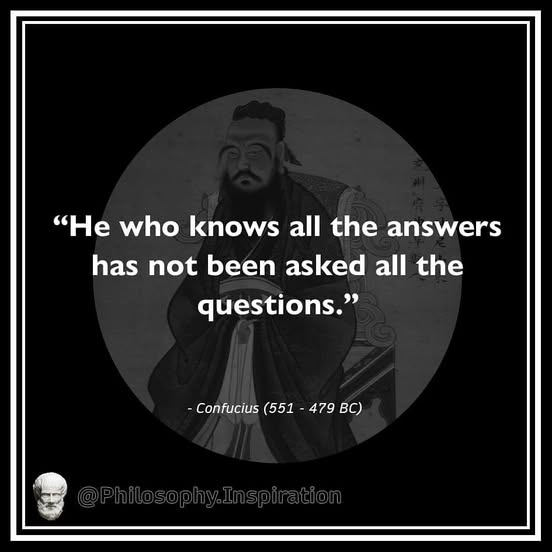 “He who knows all the answers
has not been asked all the
questions.”
- Confucius (551 - 479 BC)
@Philosophy.Inspiration